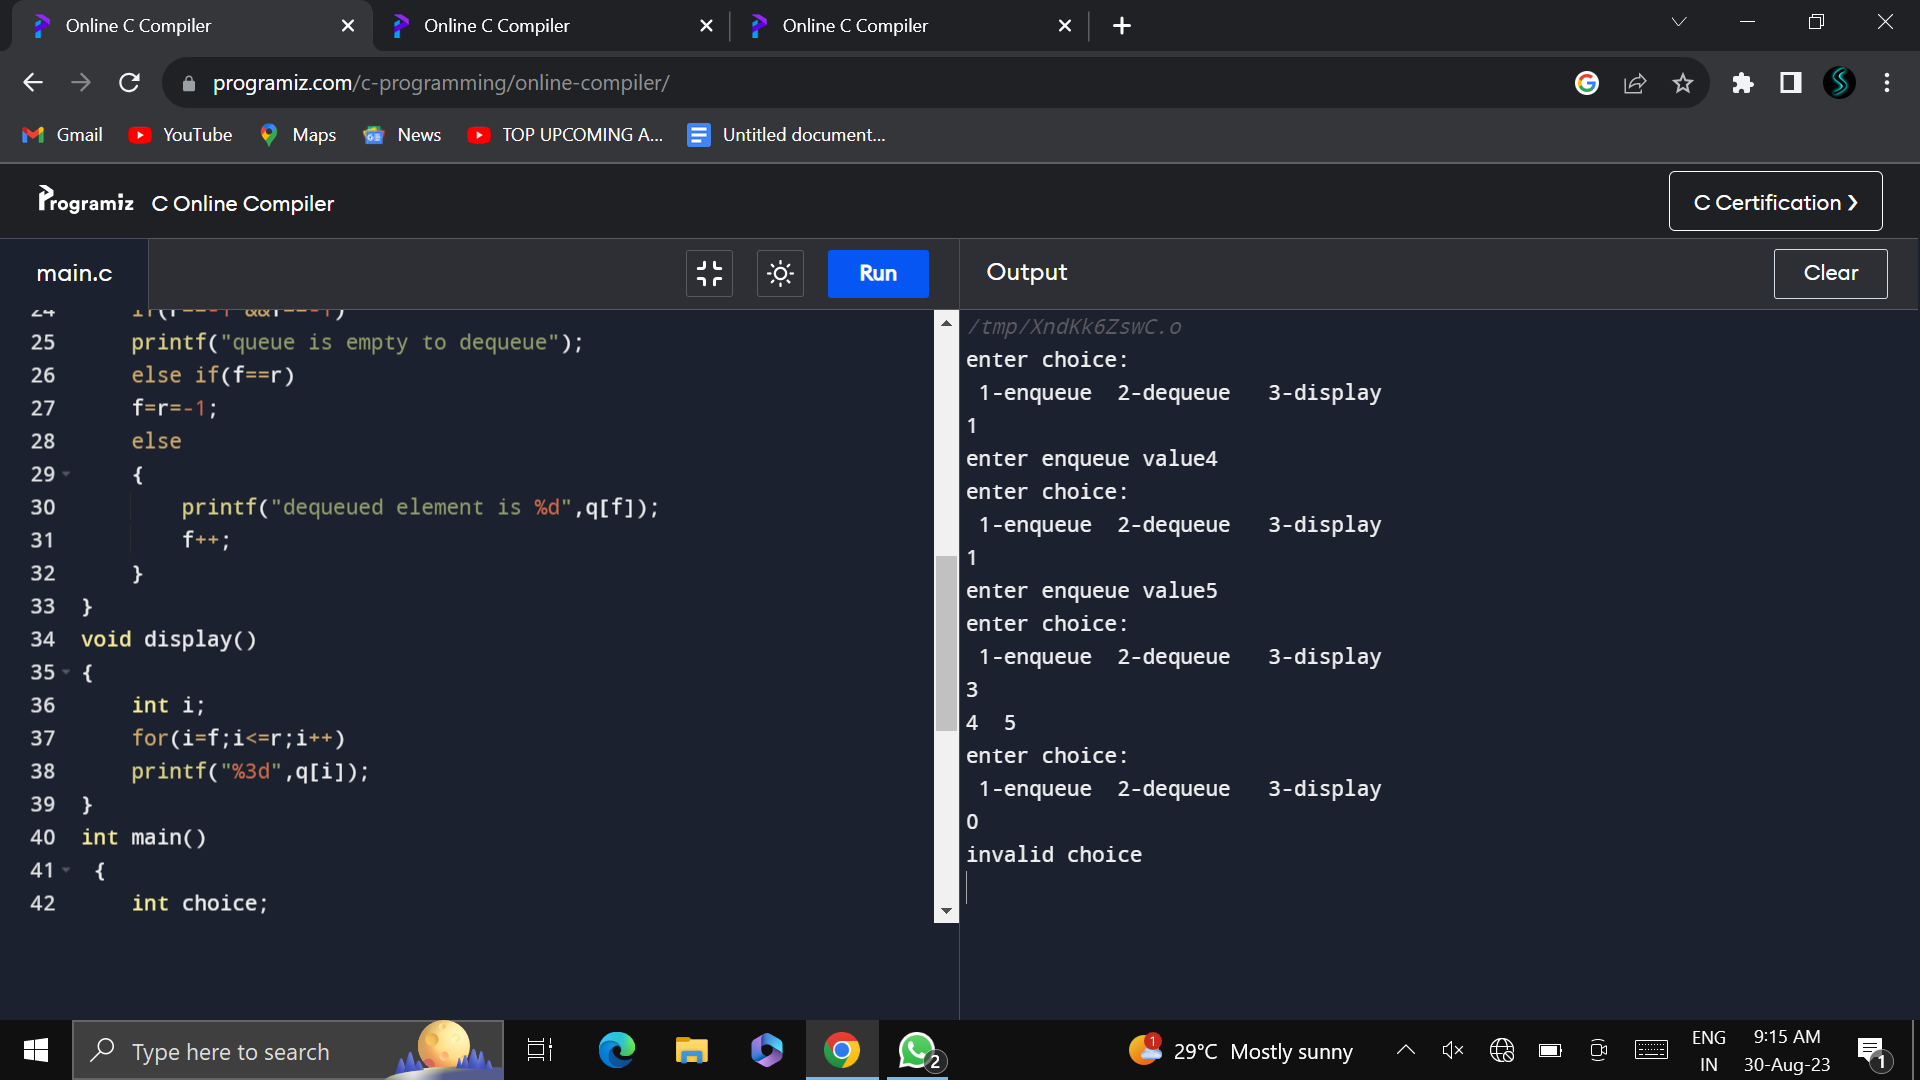 Online C Compiler
Online C Compiler
Online C Compiler
programiz.com/c-programming/online-compiler/
Gmail
YouTube
Maps
News
TOP UPCOMING A...
Untitled document...
Programiz
C Online Compiler
C Certification ❯
main.c
Run
Output
Clear
24
25 printf("queue is empty to dequeue");
26 else if(f==r)
27 f=r=-1;
28 else
29 {
30 printf("dequeued element is %d",q[f]);
31 f++;
32 }
33 }
34 void display()
35 {
36 int i;
37 for(i=f;i<=r;i++)
38 printf("%3d",q[i]);
39 }
40 int main()
41 {
42 int choice;
/tmp/XndKk6ZswC.o
enter choice:
1-enqueue 2-dequeue 3-display
1
enter enqueue value4
enter choice:
1-enqueue 2-dequeue 3-display
1
enter enqueue value5
enter choice:
1-enqueue 2-dequeue 3-display
3
4 5
enter choice:
1-enqueue 2-dequeue 3-display
0
invalid choice
Type here to search
2
1
29°C Mostly sunny
ENG
IN
9:15 AM
30-Aug-23
1